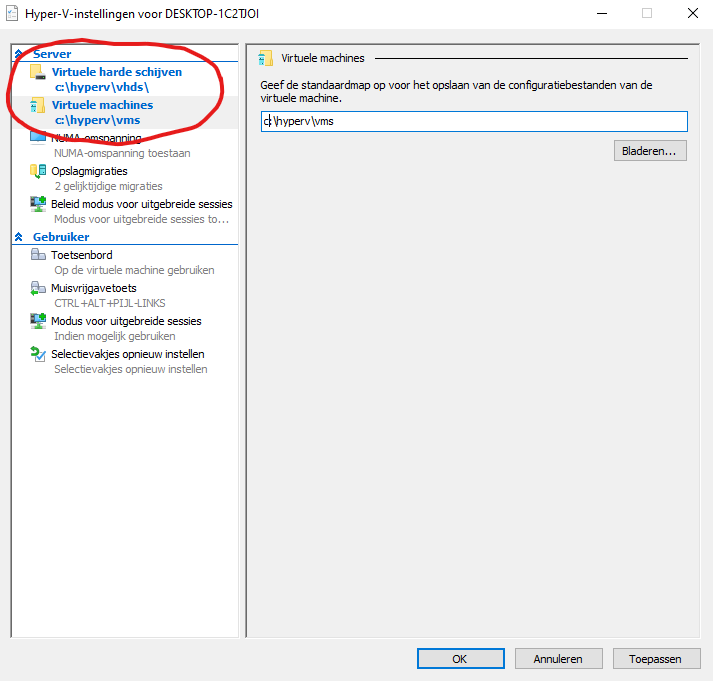 Hyper-V-instellingen voor DESKTOP-1C2TJOI
Server
Virtuele harde schijven
c:\hyperv\vhds\
Virtuele machines
c:\hyperv\vms
NUMA-omspanning
NUMA-omspanning toestaan
Opslagmigraties
2 gelijktijdige migraties
Beleid modus voor uitgebreide sessies
Modus voor uitgebreide sessies to...
Gebruiker
Toetsenbord
Op de virtuele machine gebruiken
Muisvrijgavetoets
CTRL+ALT+PIJL-LINKS
Modus voor uitgebreide sessies
Indien mogelijk gebruiken
Selectievakjes opnieuw instellen
Selectievakjes opnieuw instellen
Virtuele machines
Geef de standaardmap op voor het opslaan van de configuratiebestanden van de
virtuele machine.
c:\hyperv\vms
Bladeren...
OK
Annuleren
Toepassen